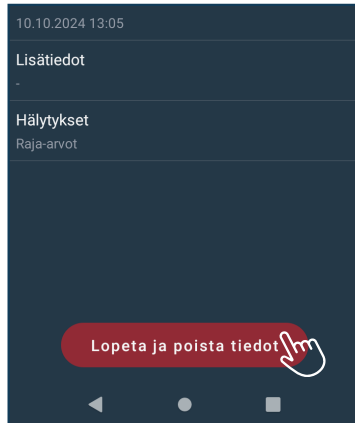 10.10.2024 13:05
Lisätiedot
-
Hälytykset
Raja-arvot
Lopeta ja poista tiedot